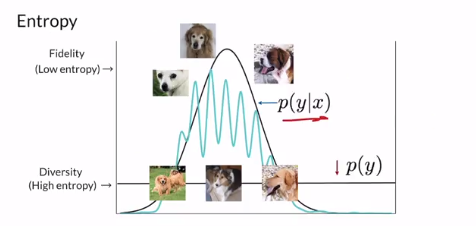 Entropy
Fidelity
(Low entropy)
p(y|x)
Diversity
(High entropy)
↓ p(y)